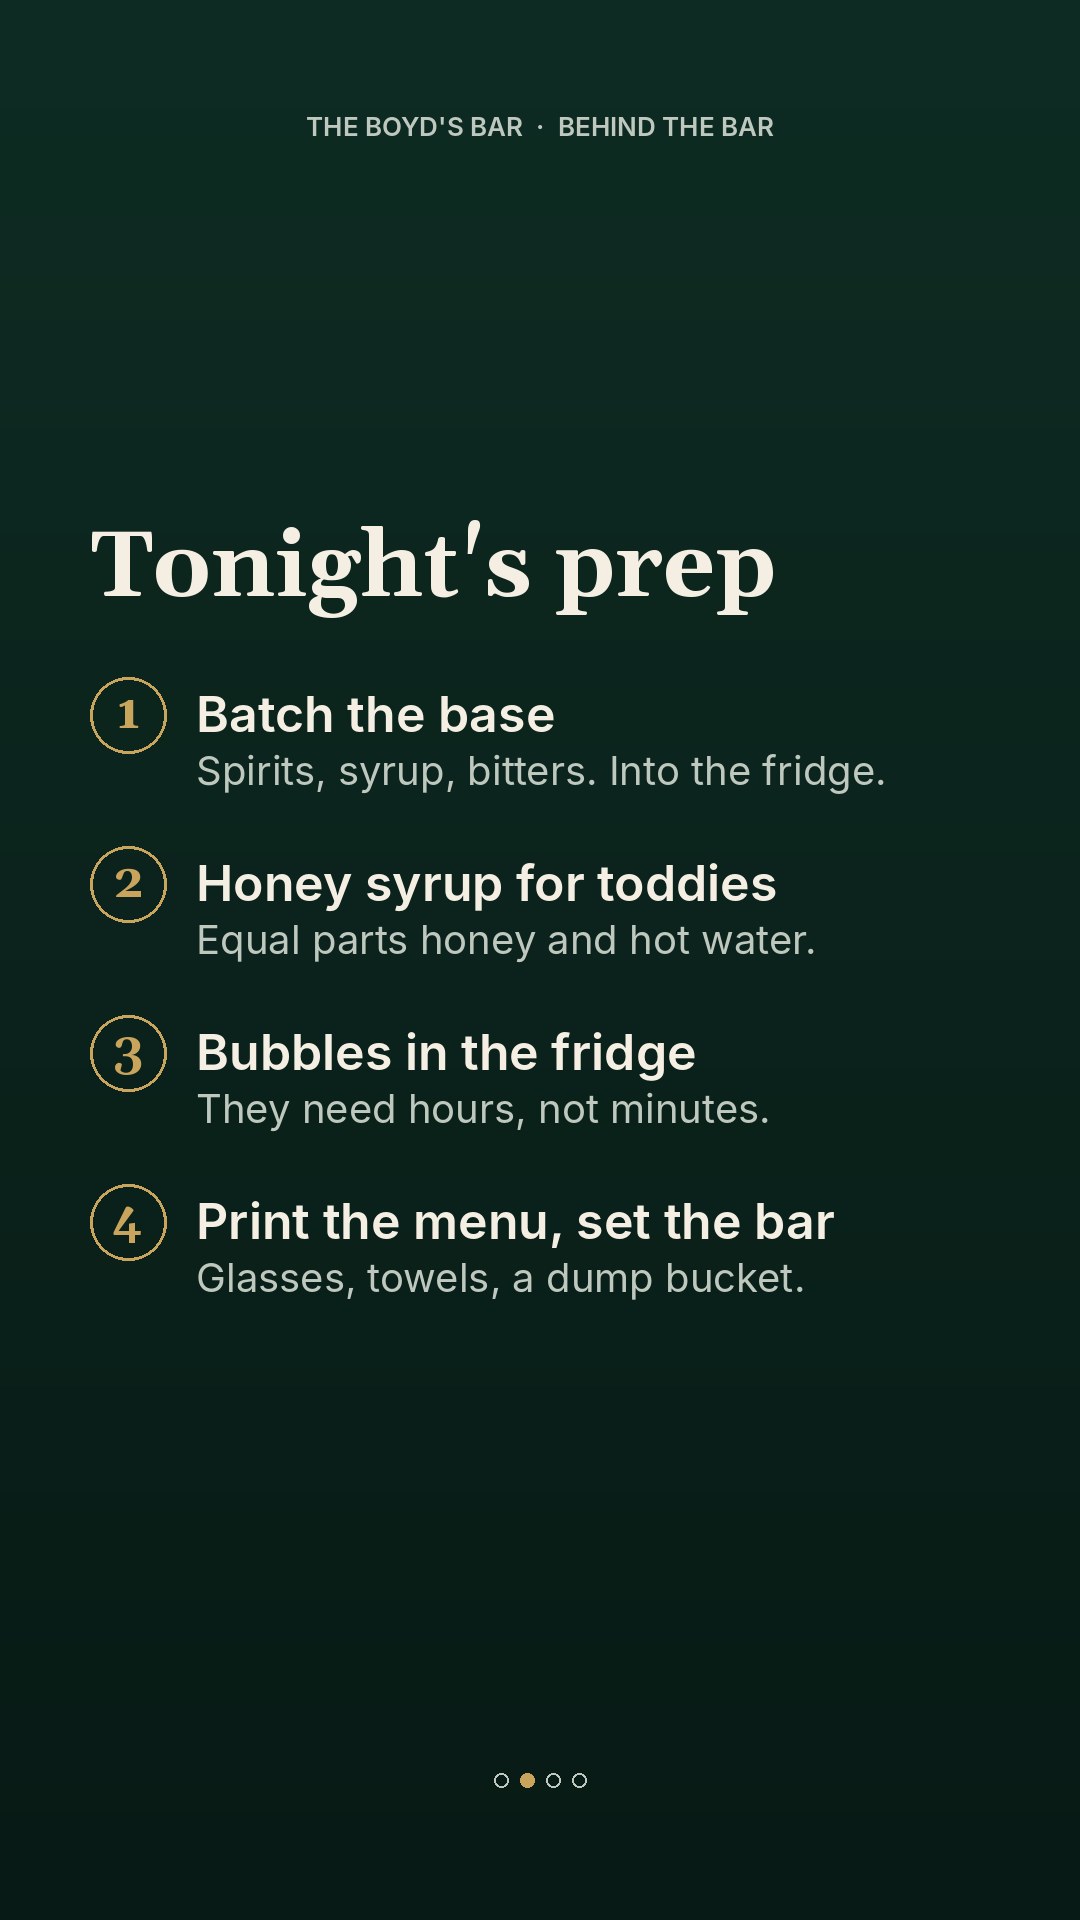 THE BOYD'S BAR · BEHIND THE BAR
Tonight's prep
1 Batch the base
Spirits, syrup, bitters. Into the fridge.
2 Honey syrup for toddies
Equal parts honey and hot water.
3 Bubbles in the fridge
They need hours, not minutes.
4 Print the menu, set the bar
Glasses, towels, a dump bucket.